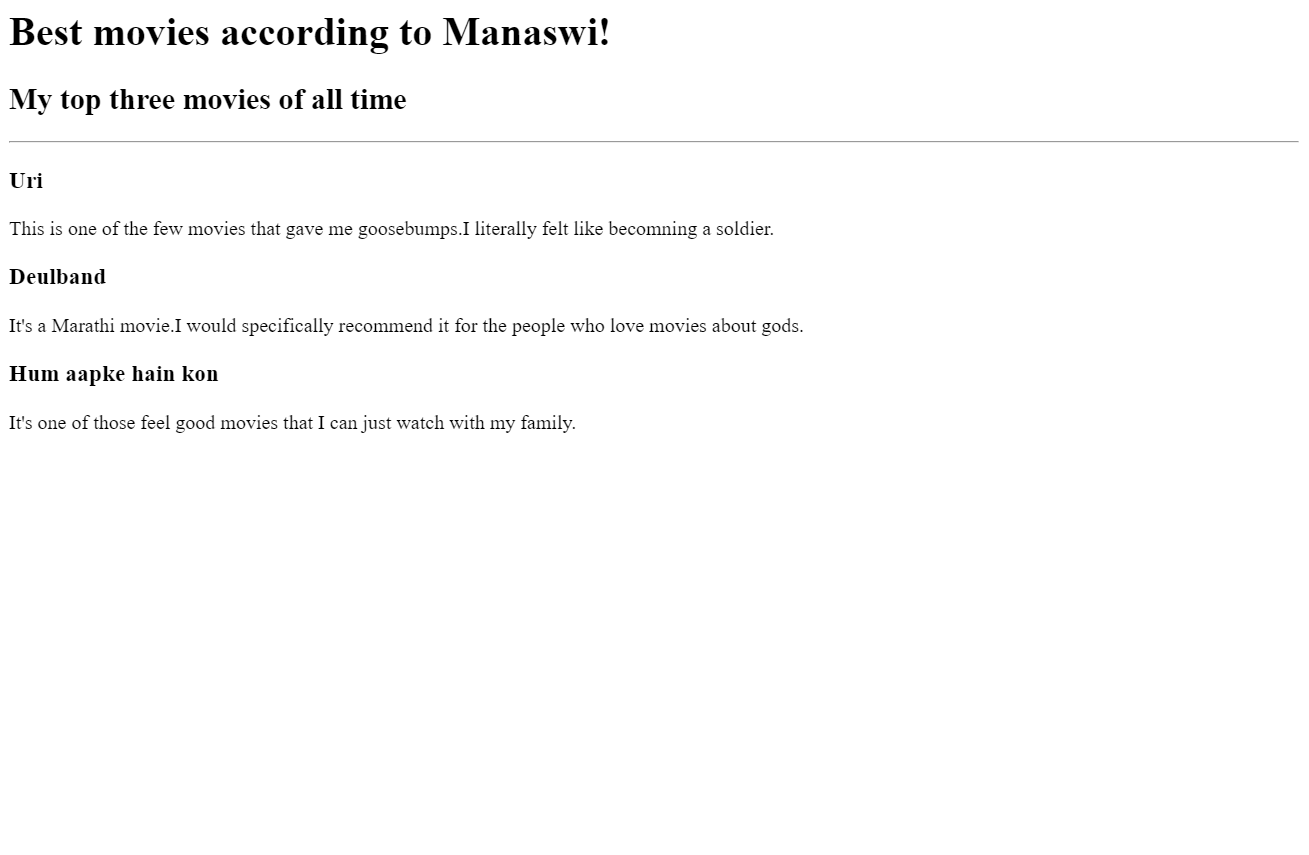 Best movies according to Manaswi!
My top three movies of all time
Uri
This is one of the few movies that gave me goosebumps.I literally felt like becomning a soldier.
Deulband
It's a Marathi movie.I would specifically recommend it for the people who love movies about gods.
Hum aapke hain kon
It's one of those feel good movies that I can just watch with my family.